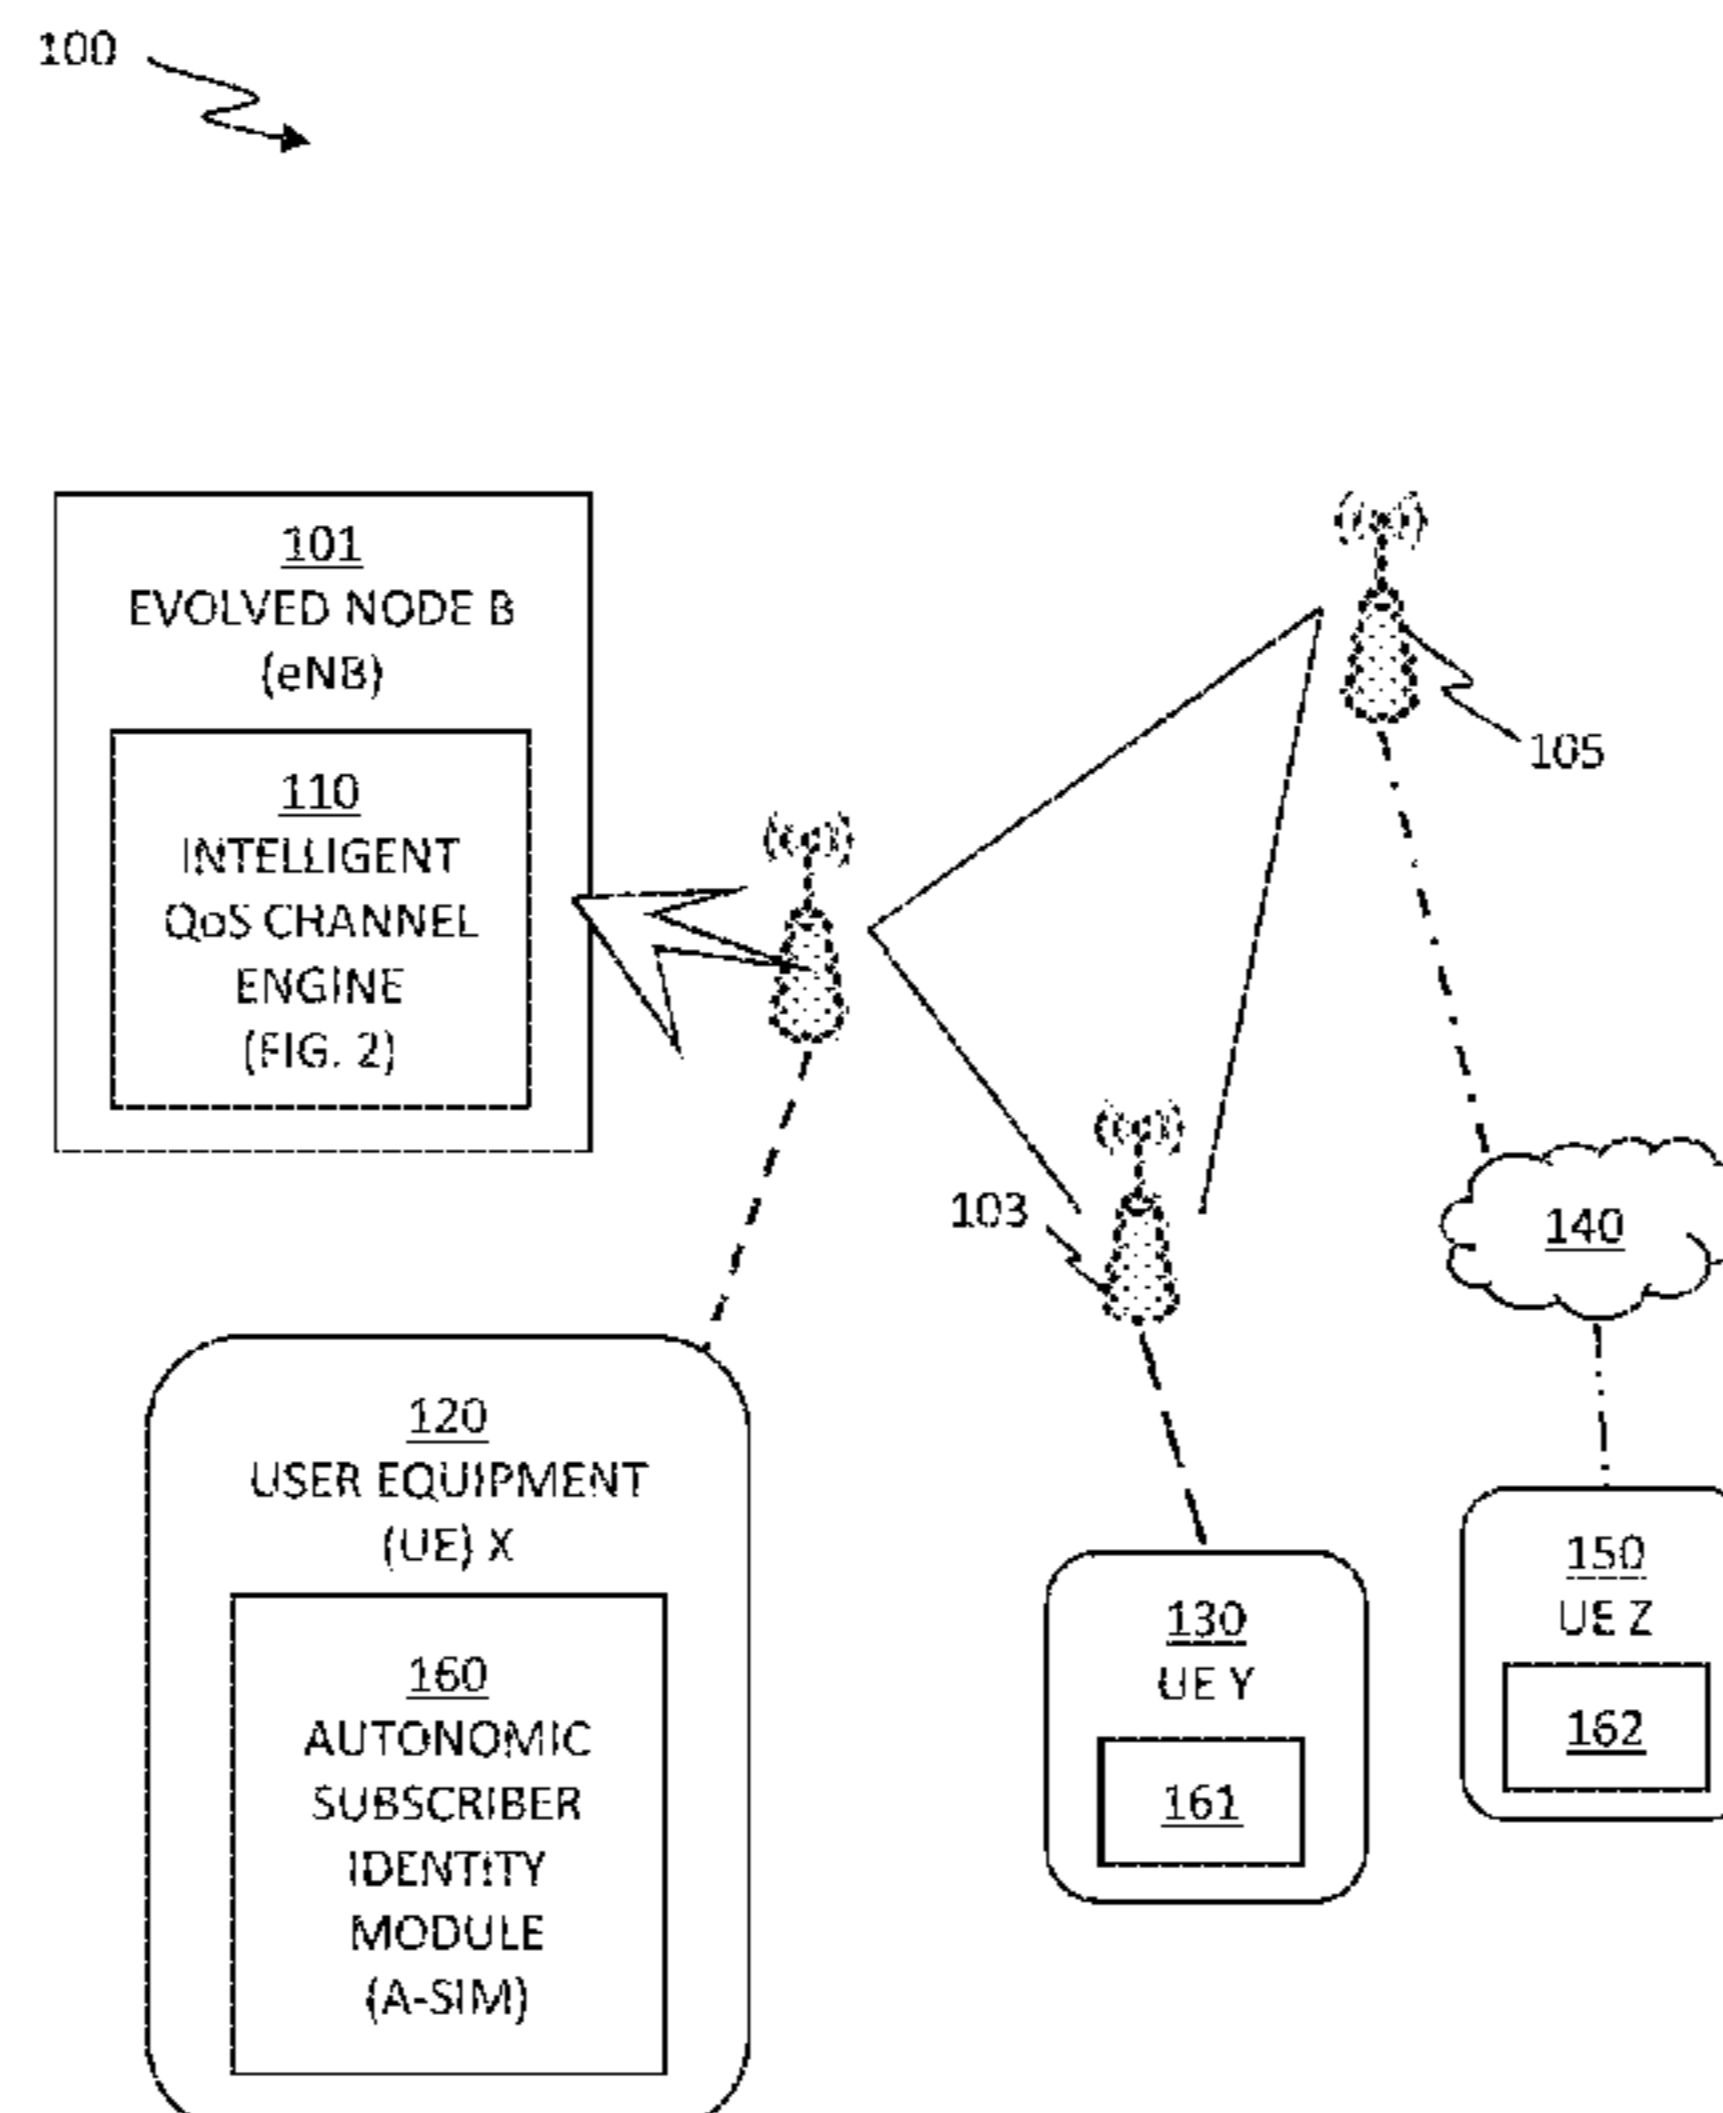 100
101
EVOLVED NODE B
(eNB)
110
INTELLIGENT
QoS CHANNEL
ENGINE
(FIG. 2)
105
103
140
120
USER EQUIPMENT
(UE) X
160
AUTONOMIC
SUBSCRIBER
IDENTITY
MODULE
(A-SIM)
130
UE Y
161
150
UE Z
162